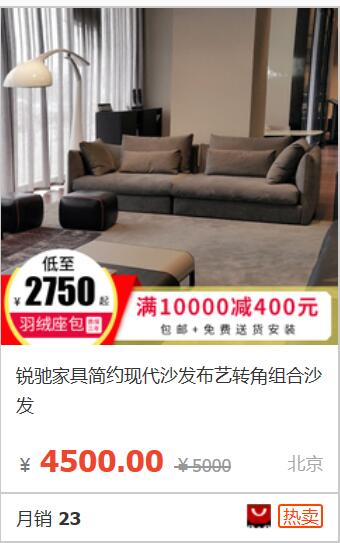 低至
¥2750起
羽绒座包
满10000减400元
包邮+免费送货安装
锐驰家具简约现代沙发布艺转角组合沙
发
¥ 4500.00 ¥5000 北京
月销 23 热卖